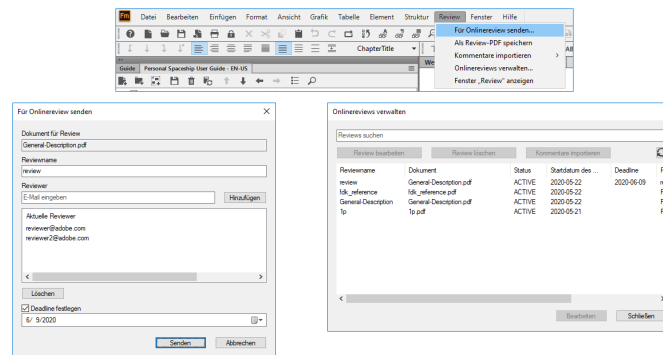 Fm Datei Bearbeiten Einfügen Format Ansicht Grafik Tabelle Element Struktur Review Fenster Hilfe
Für Onlinereview senden...
Als Review-PDF speichern
Kommentare importieren
Onlinereviews verwalten...
Fenster „Review" anzeigen
ChapterTitle
Guide Personal Spaceship User Guide - EN-US
Für Onlinereview senden
Dokument für Review
General-Description.pdf
Reviewname
review
Reviewer
E-Mail eingeben Hinzufügen
Aktuelle Reviewer
reviewer@adobe.com
reviewer2@adobe.com
Löschen
Deadline festlegen
6/ 9/2020
Senden Abbrechen
Onlinereviews verwalten
Reviews suchen
Review bearbeiten Review löschen Kommentare importieren
Reviewname Dokument Status Startdatum des ... Deadline
review General-Description.pdf ACTIVE 2020-05-22 2020-06-09
fdk_reference fdk_reference.pdf ACTIVE 2020-05-22
General-Description General-Description.pdf ACTIVE 2020-05-22
1p 1p.pdf ACTIVE 2020-05-21
Bearbeiten Schließen